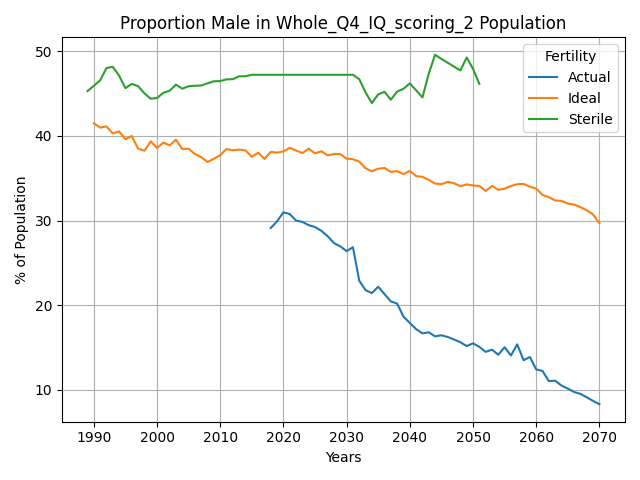 Proportion Male in Whole_Q4_IQ_scoring_2 Population
% of Population
50
40
30
20
10
Fertility
Actual
Ideal
Sterile
1990 2000 2010 2020 2030 2040 2050 2060 2070
Years